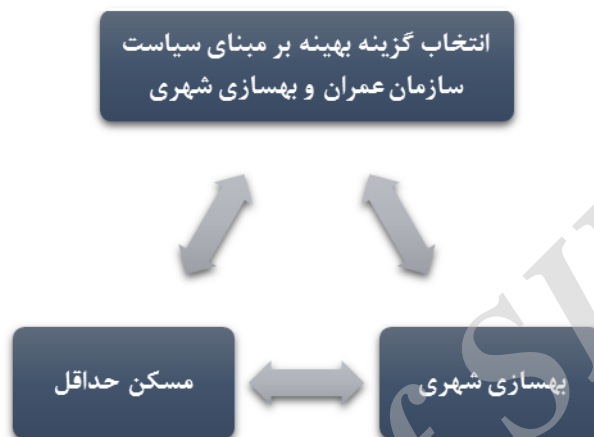 انتخاب گزینه بهینه بر مبنای سیاست
سازمان عمران و بهسازی شهری
بهسازی شهری
مسکن حداقل